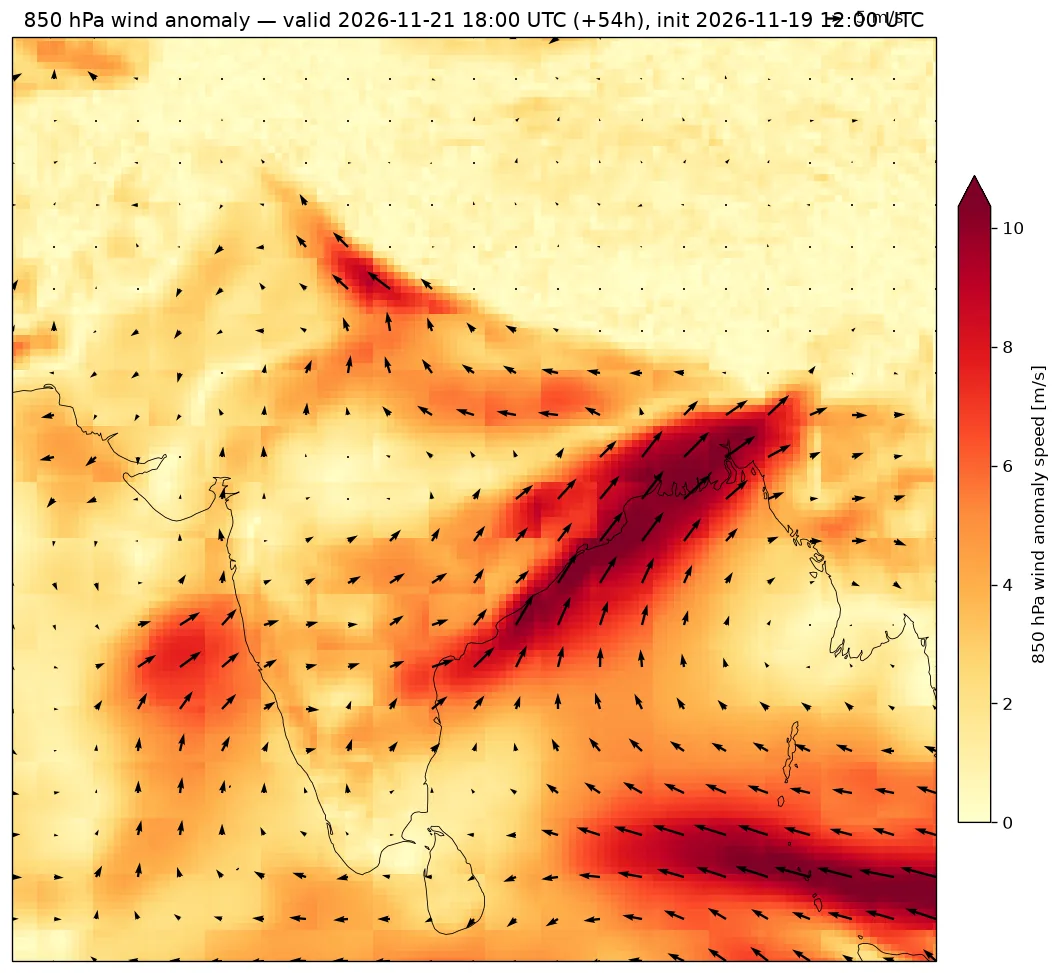 850 hPa wind anomaly — valid 2026-11-21 18:00 UTC (+54h), init 2026-11-19 12:00 UTC
5 m/s
10
8
6
4
2
0
850 hPa wind anomaly speed [m/s]